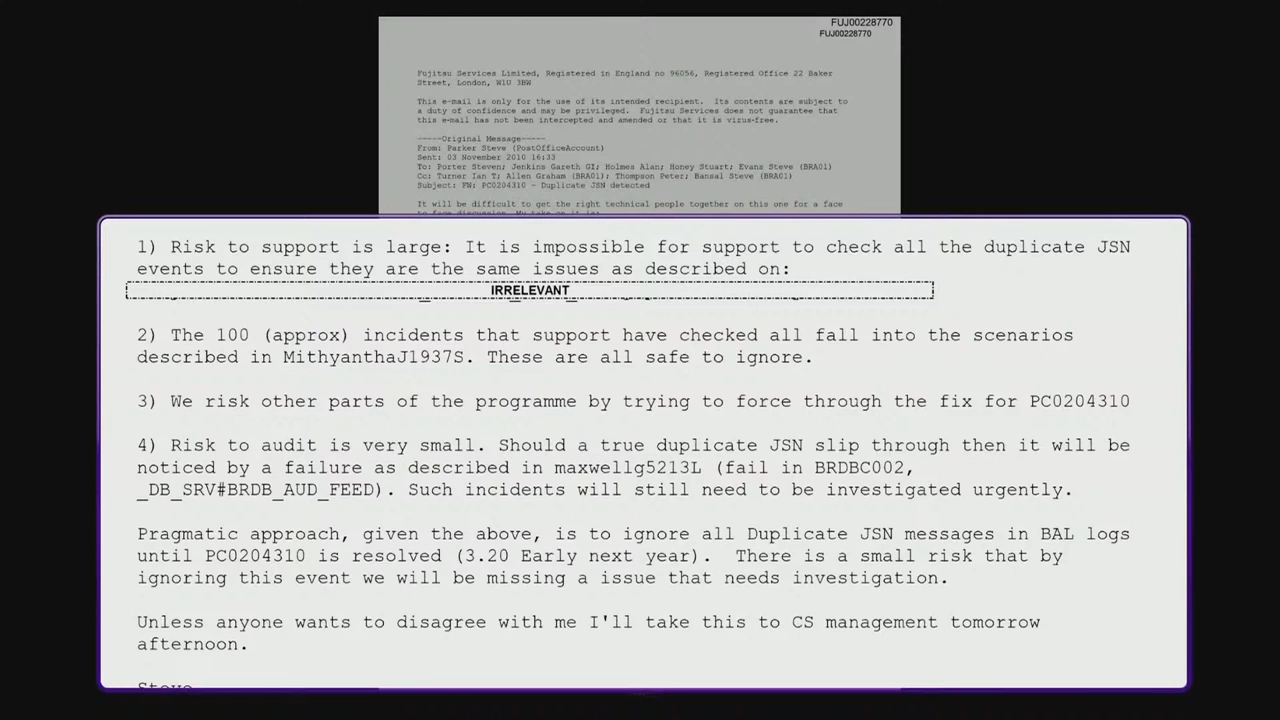 FUJ00228770
FUJ00228770
Fujitsu Services Limited, Registered in England no 96056, Registered Office 22 Baker
Street, London, W1U 3BW
This e-mail is only for the use of its intended recipient. Its contents are subject to
a duty of confidence and may be privileged. Fujitsu Services does not guarantee that
this e-mail has not been intercepted and amended or that it is virus-free.
-----Original Message-----
From: Parker Steve (PostOfficeAccount)
Sent: 03 November 2010 16:33
To: Porter Steven; Jenkins Gareth GI; Holmes Alan; Honey Stuart; Evans Steve (BRA01)
Cc: Turner Ian T; Allen Graham (BRA01); Thompson Peter; Bansal Steve (BRA01)
Subject: FW: PC0204310 - Duplicate JSN detected
It will be difficult to get the right technical people together on this one for a face
1) Risk to support is large: It is impossible for support to check all the duplicate JSN
events to ensure they are the same issues as described on:
IRRELEVANT
2) The 100 (approx) incidents that support have checked all fall into the scenarios
described in MithyanthaJ1937S. These are all safe to ignore.
3) We risk other parts of the programme by trying to force through the fix for PC0204310
4) Risk to audit is very small. Should a true duplicate JSN slip through then it will be
noticed by a failure as described in maxwellg5213L (fail in BRDBC002,
_DB_SRV#BRDB_AUD_FEED). Such incidents will still need to be investigated urgently.
Pragmatic approach, given the above, is to ignore all Duplicate JSN messages in BAL logs
until PC0204310 is resolved (3.20 Early next year). There is a small risk that by
ignoring this event we will be missing a issue that needs investigation.
Unless anyone wants to disagree with me I'll take this to CS management tomorrow
afternoon.